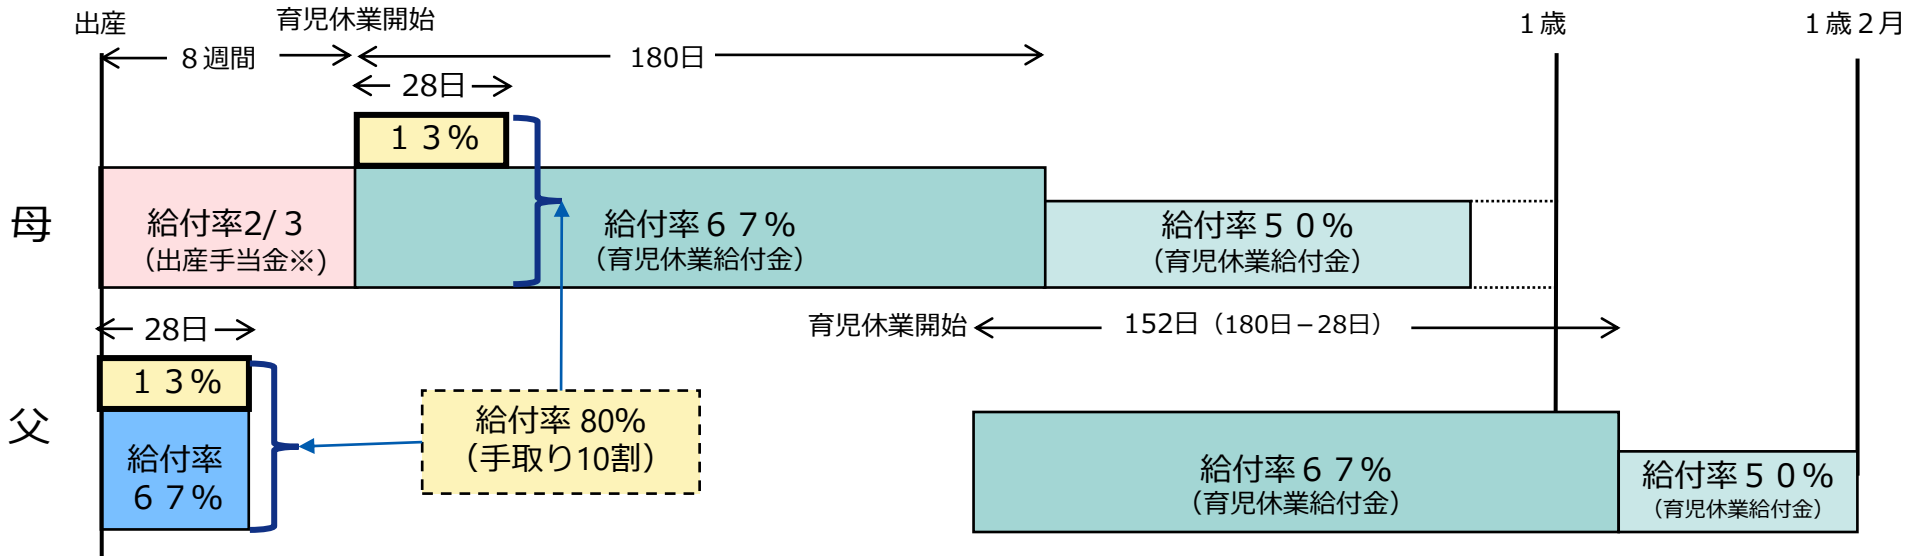 出産
育児休業開始
１歳
１歳２月
８週間
180日
28日
１３%
母
給付率2/3
（出産手当金※）
給付率６７%
（育児休業給付金）
給付率５０%
（育児休業給付金）
28日
育児休業開始
152日（180日－28日）
１３%
父
給付率
６７%
給付率 80%
（手取り10割）
給付率６７%
（育児休業給付金）
給付率５０%
（育児休業給付金）